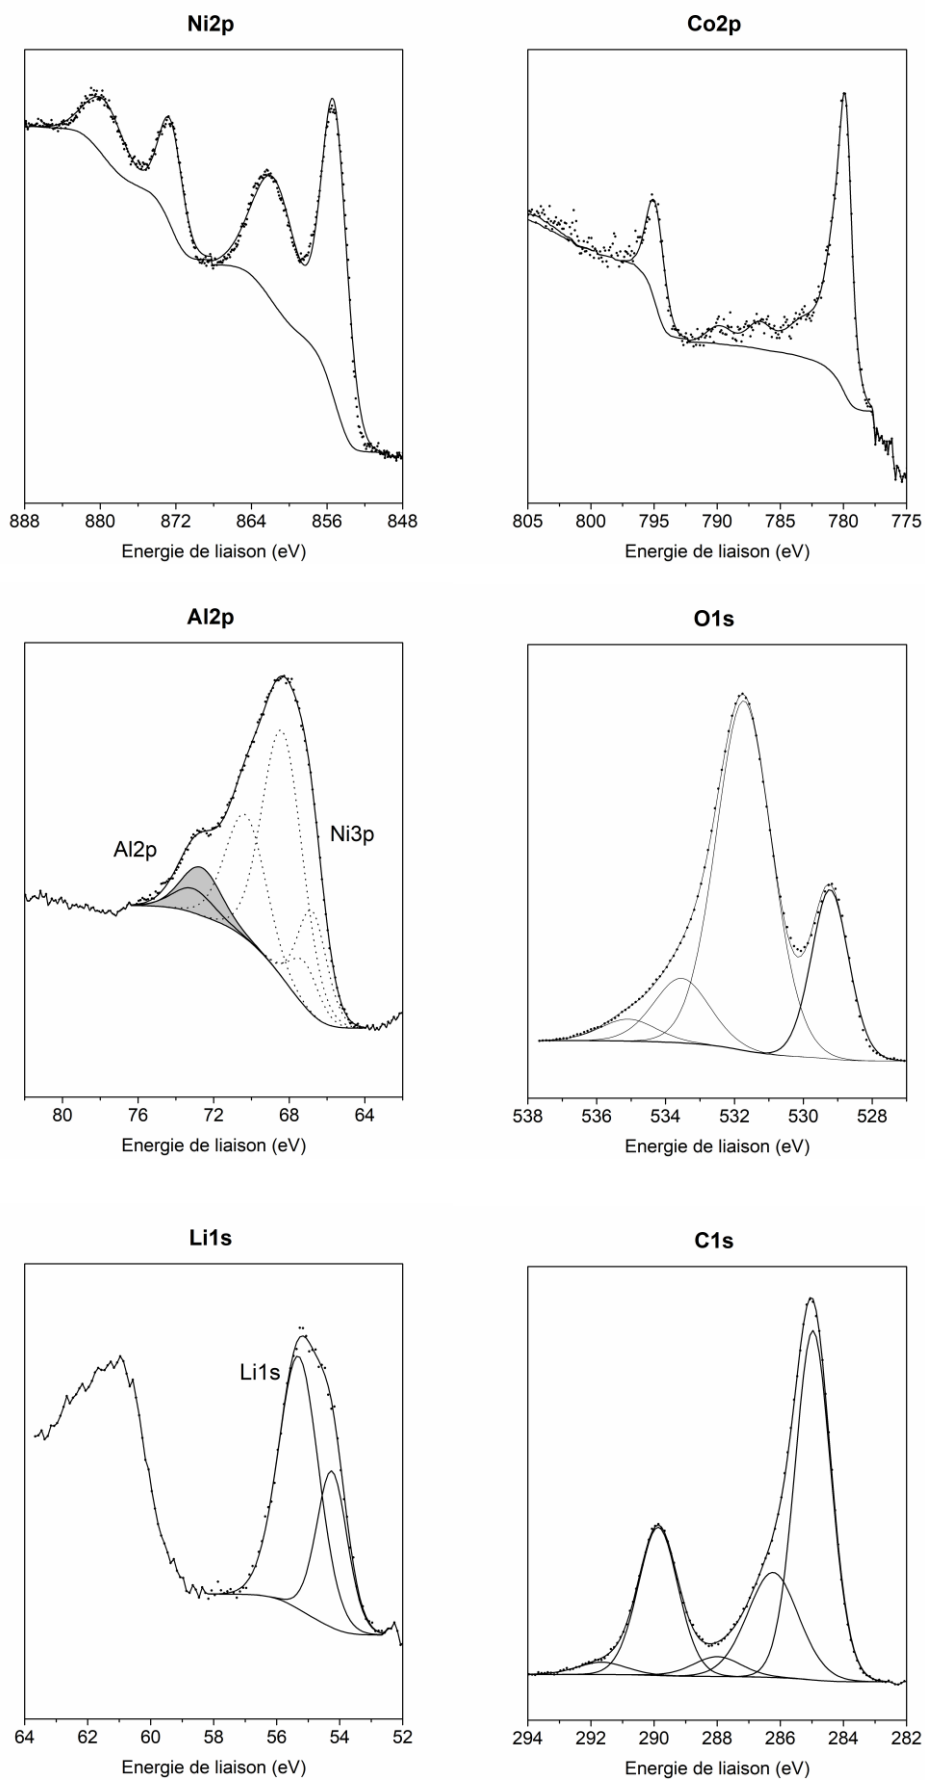 Ni2p
Co2p
888 880 872 864 856 848
805 800 795 790 785 780 775
Energie de liaison (eV)
Energie de liaison (eV)
Al2p
O1s
Al2p
Ni3p
80 76 72 68 64
538 536 534 532 530 528
Energie de liaison (eV)
Energie de liaison (eV)
Li1s
C1s
Li1s
64 62 60 58 56 54 52
294 292 290 288 286 284 282
Energie de liaison (eV)
Energie de liaison (eV)